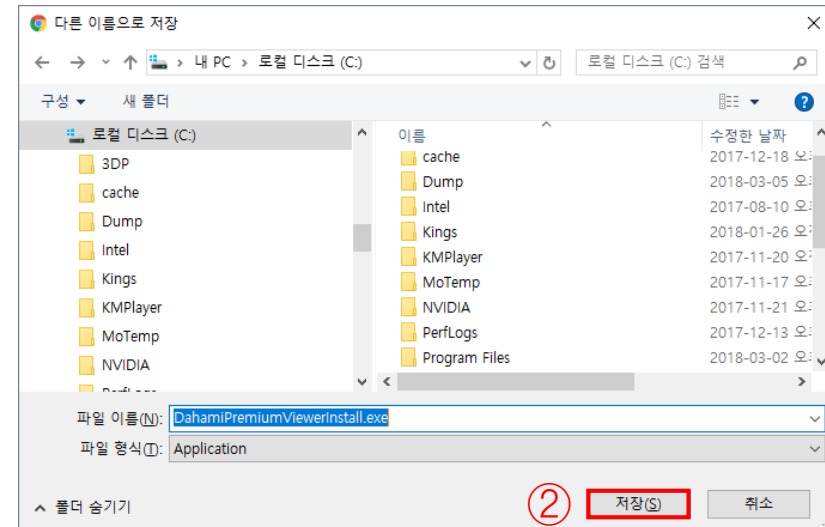 다른 이름으로 저장
내 PC > 로컬 디스크 (C:)
로컬 디스크 (C:) 검색
구성
새 폴더
로컬 디스크 (C:)
3DP
cache
Dump
Intel
Kings
KMPlayer
MoTemp
NVIDIA
이름 수정한 날짜
cache 2017-12-18
Dump 2018-03-05
Intel 2017-08-10
Kings 2018-01-26
KMPlayer 2017-11-20
MoTemp 2017-11-17
NVIDIA 2017-11-21
PerfLogs 2017-12-13
Program Files 2018-03-02
파일 이름(N): DahamiPremiumViewerInstall.exe
파일 형식(T): Application
폴더 숨기기
② 저장(S) 취소